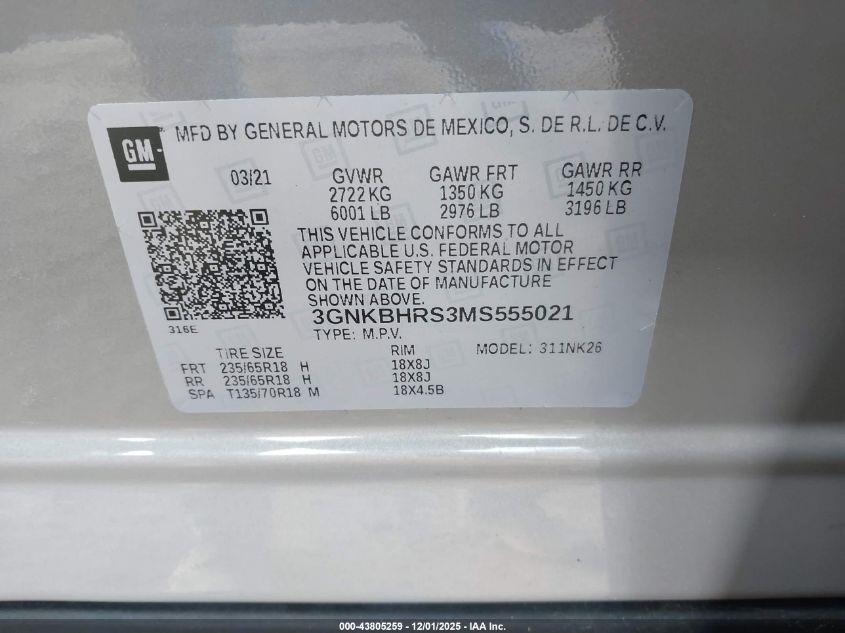 GM
MFD BY GENERAL MOTORS DE MEXICO, S. DE R.L. DE C.V.
03/21 GVWR GAWR FRT GAWR RR
2722 KG 1350 KG 1450 KG
6001 LB 2976 LB 3196 LB
THIS VEHICLE CONFORMS TO ALL
APPLICABLE U.S. FEDERAL MOTOR
VEHICLE SAFETY STANDARDS IN EFFECT
ON THE DATE OF MANUFACTURE
SHOWN ABOVE.
3GNKBHRS3MS555021
316E
TYPE: M.P.V.
TIRE SIZE RIM MODEL: 311NK26
FRT 235/65R18 H 18X8J
RR 235/65R18 H 18X8J
SPA T135/70R18 M 18X4.5B
000-43805259 - 12/01/2025 - IAA Inc.